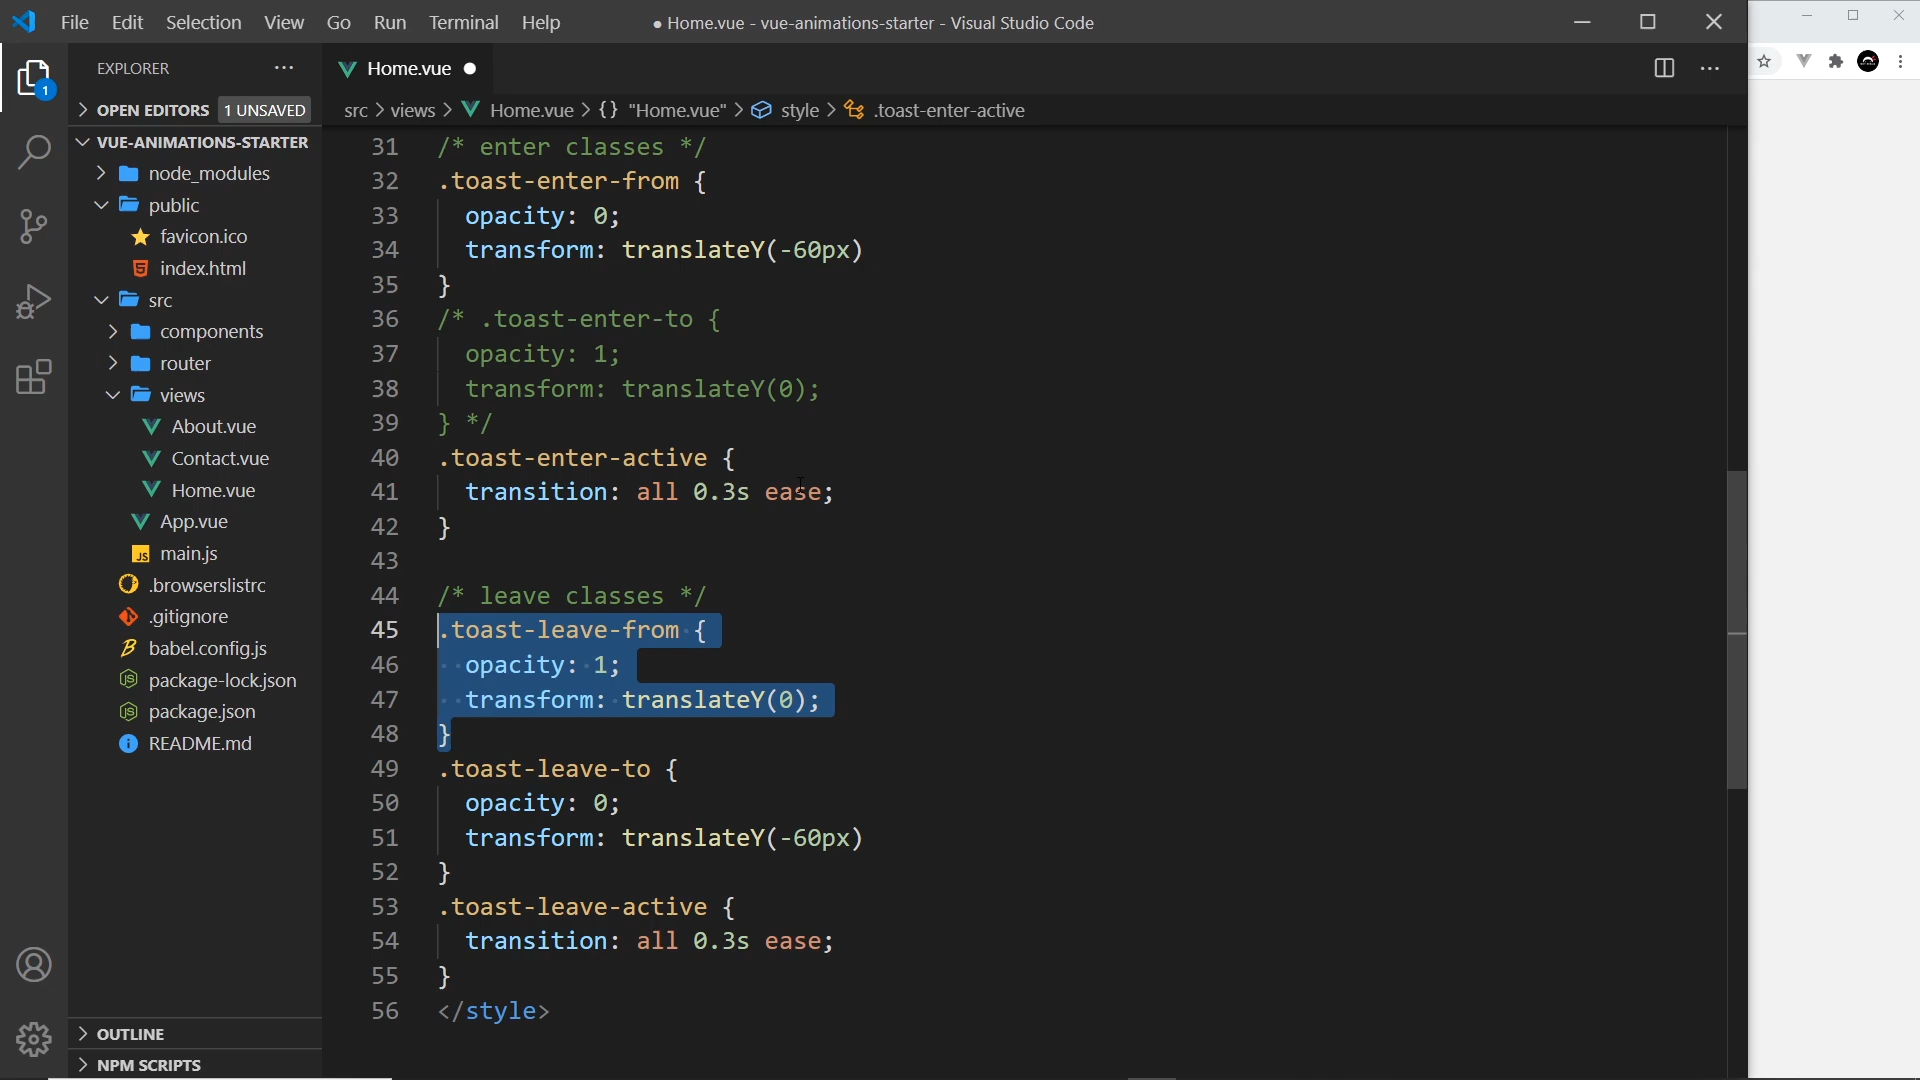 File Edit Selection View Go Run Terminal Help
● Home.vue - vue-animations-starter - Visual Studio Code
EXPLORER ···
1
OPEN EDITORS 1 UNSAVED
VUE-ANIMATIONS-STARTER
node_modules
public
favicon.ico
index.html
src
components
router
views
About.vue
Contact.vue
Home.vue
App.vue
JS main.js
.browserslistrc
.gitignore
babel.config.js
package-lock.json
package.json
README.md
OUTLINE
NPM SCRIPTS
Home.vue ●
src > views > Home.vue > {} "Home.vue" > style > .toast-enter-active
31 /* enter classes */
32 .toast-enter-from {
33 opacity: 0;
34 transform: translateY(-60px)
35 }
36 /* .toast-enter-to {
37 opacity: 1;
38 transform: translateY(0);
39 } */
40 .toast-enter-active {
41 transition: all 0.3s ease;
42 }
43
44 /* leave classes */
45 .toast-leave-from {
46 opacity: 1;
47 transform: translateY(0);
48 }
49 .toast-leave-to {
50 opacity: 0;
51 transform: translateY(-60px)
52 }
53 .toast-leave-active {
54 transition: all 0.3s ease;
55 }
56 </style>